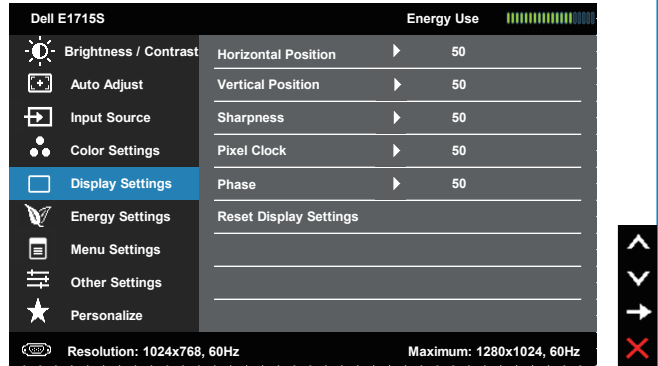 Dell E1715S Energy Use
Brightness / Contrast Horizontal Position 50
Auto Adjust Vertical Position 50
Input Source Sharpness 50
Color Settings Pixel Clock 50
Display Settings Phase 50
Energy Settings Reset Display Settings
Menu Settings
Other Settings
Personalize
Resolution: 1024x768, 60Hz Maximum: 1280x1024, 60Hz